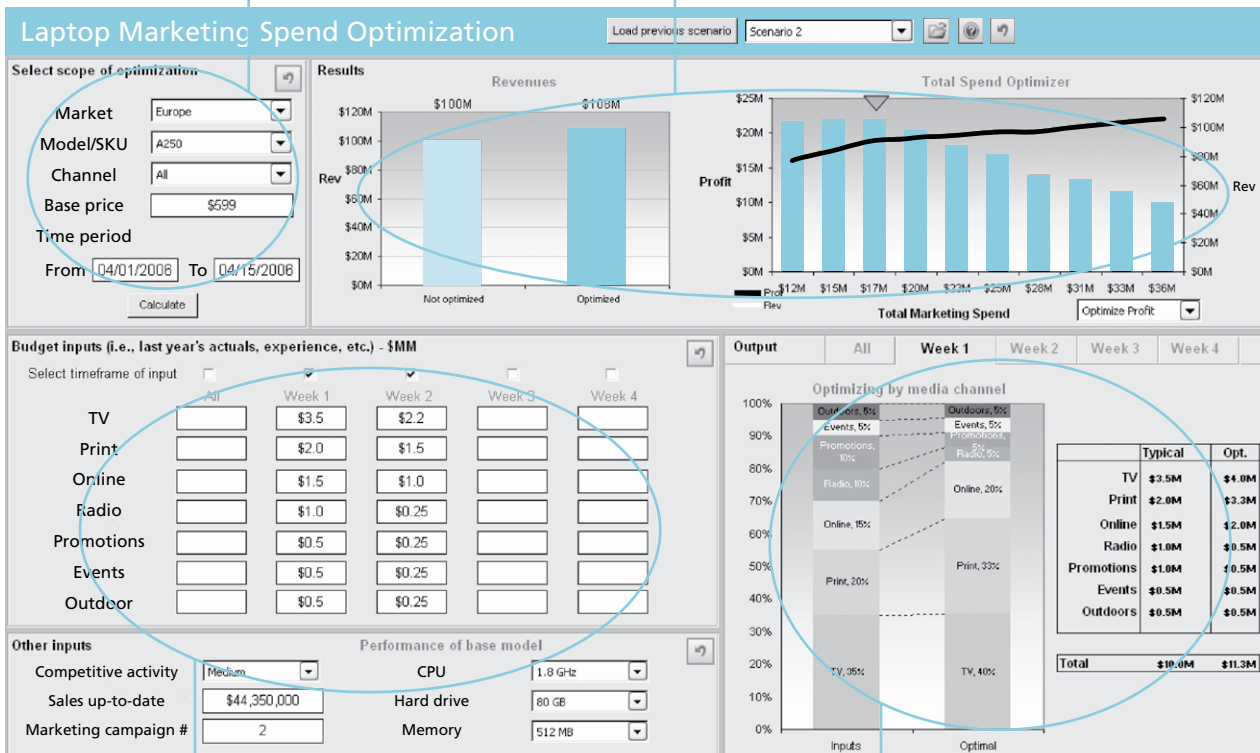 Laptop Marketing Spend Optimization
Load previous scenario
Scenario 2
Select scope of optimization
Market
Europe
Model/SKU
A250
Channel
All
Base price
$599
Time period
From 04/01/2006 To 04/15/2006
Calculate
Results
Revenues
$100M
$108M
$120M
$100M
$80M
Rev
$60M
$40M
$20M
$0M
Not optimized
Optimized
Total Spend Optimizer
$25M
$20M
$15M
Profit
$10M
$5M
$0M
$120M
$100M
$80M
$60M
Rev
$40M
$20M
$0M
$12M $15M $17M $20M $23M $25M $28M $31M $33M $36M
Prof
Rev
Total Marketing Spend
Optimize Profit
Budget inputs (i.e., last year's actuals, experience, etc.) - $MM
Select timeframe of input
All Week 1 Week 2 Week 3 Week 4
TV $3.5 $2.2
Print $2.0 $1.5
Online $1.5 $1.0
Radio $1.0 $0.25
Promotions $0.5 $0.25
Events $0.5 $0.25
Outdoor $0.5 $0.25
Other inputs
Performance of base model
Competitive activity Medium
CPU 1.8 GHz
Sales up-to-date $44,350,000
Hard drive 80 GB
Marketing campaign # 2
Memory 512 MB
Output
All Week 1 Week 2 Week 3 Week 4
Optimizing by media channel
100%
90%
80%
70%
60%
50%
40%
30%
20%
10%
0%
Outdoors, 5%
Events, 5%
Promotions, 10%
Radio, 10%
Online, 15%
Print, 20%
TV, 35%
Inputs
Outdoors, 5%
Events, 5%
Promotions, 5%
Radio, 5%
Online, 20%
Print, 33%
TV, 40%
Optimal
Typical Opt.
TV $3.5M $4.0M
Print $2.0M $3.3M
Online $1.5M $2.0M
Radio $1.0M $0.5M
Promotions $1.0M $0.5M
Events $0.5M $0.5M
Outdoors $0.5M $0.5M
Total $10.0M $11.3M